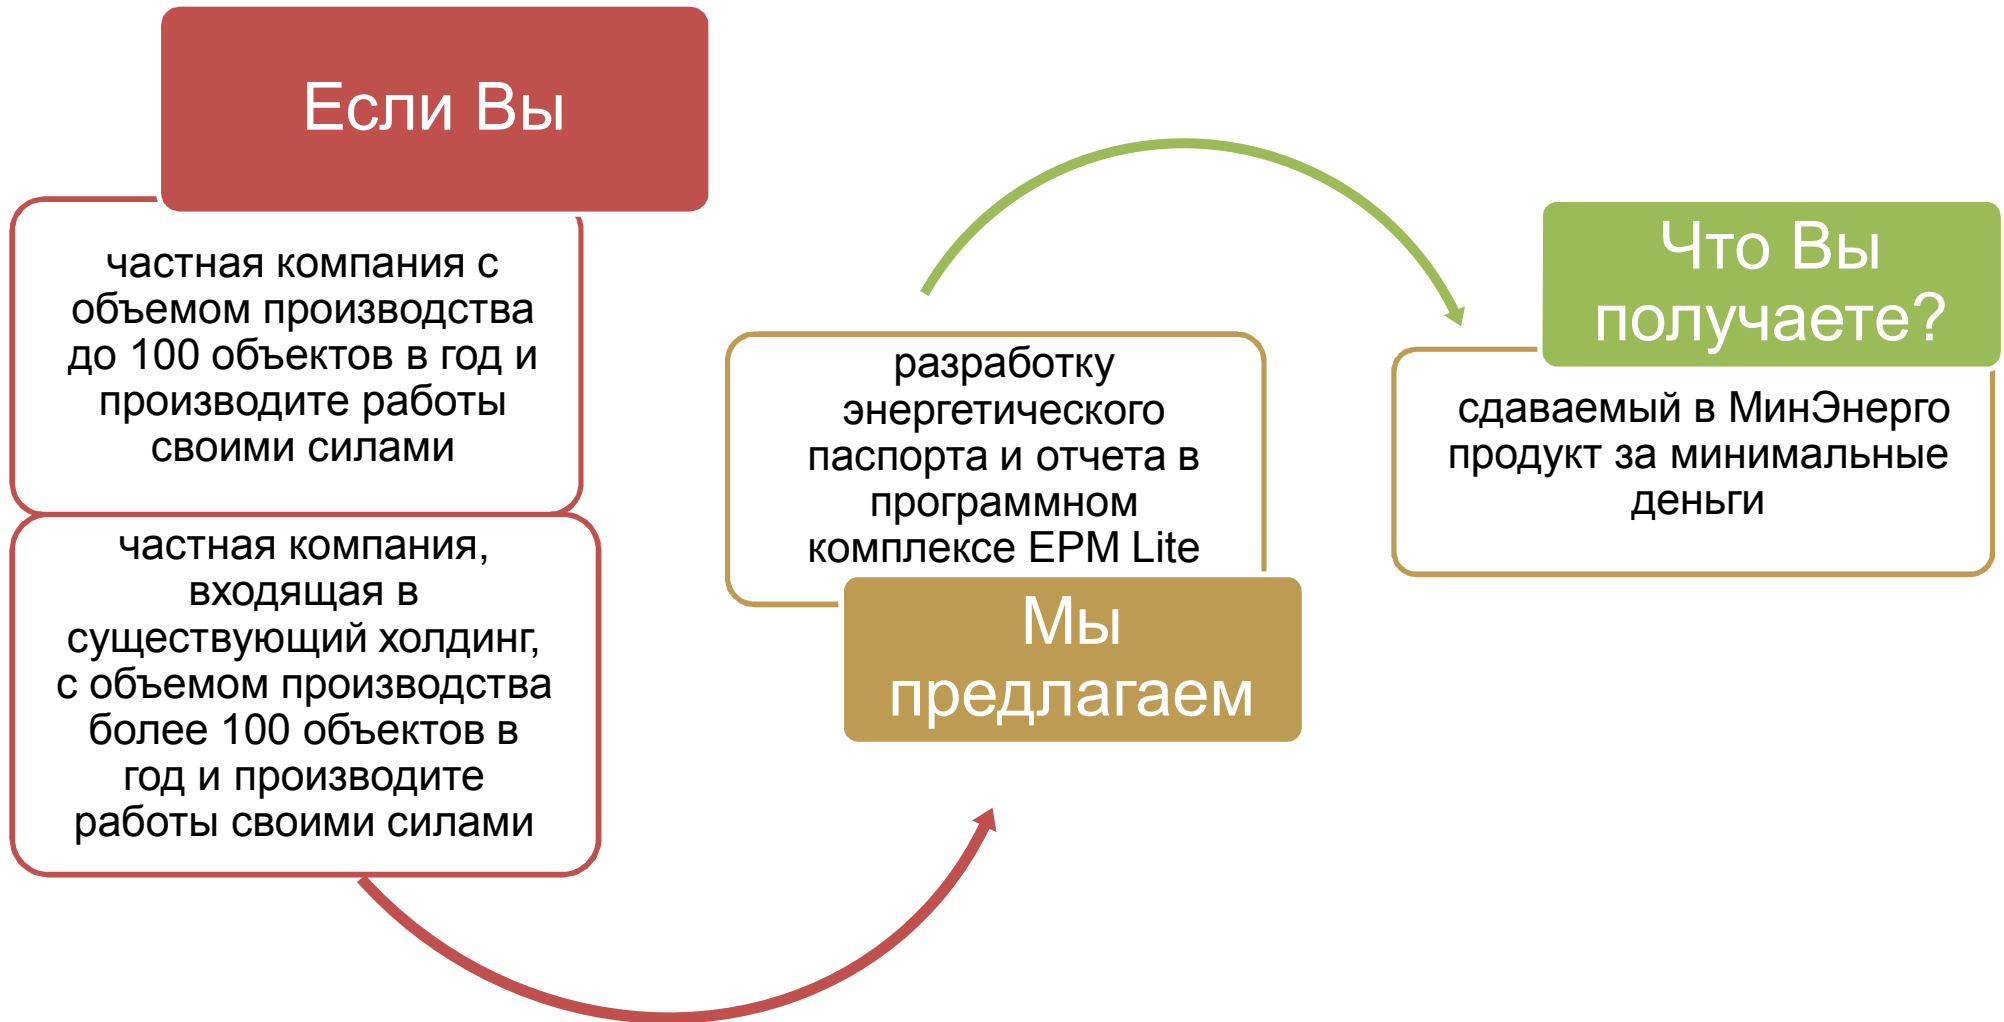 Если Вы
частная компания с
объемом производства
до 100 объектов в год и
производите работы
своими силами
частная компания,
входящая в
существующий холдинг,
с объемом производства
более 100 объектов в
год и производите
работы своими силами
разработку
энергетического
паспорта и отчета в
программном
комплексе EPM Lite
Мы
предлагаем
Что Вы
получаете?
сдаваемый в МинЭнерго
продукт за минимальные
деньги